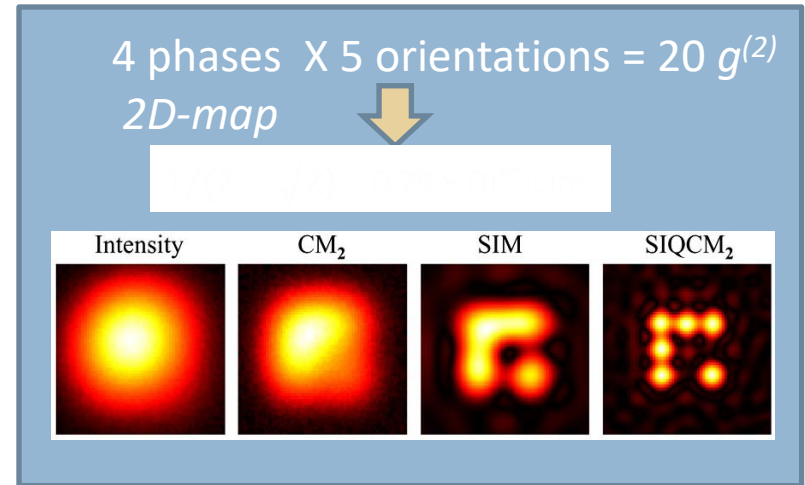 4 phases X 5 orientations = 20 g⁽²⁾
2D-map
Intensity CM₂ SIM SIQCM₂